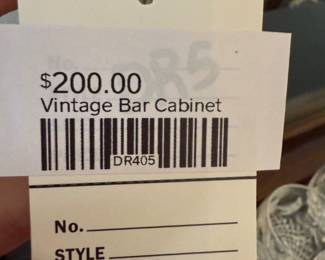 $200.00
Vintage Bar Cabinet
DR405
No.
STYLE